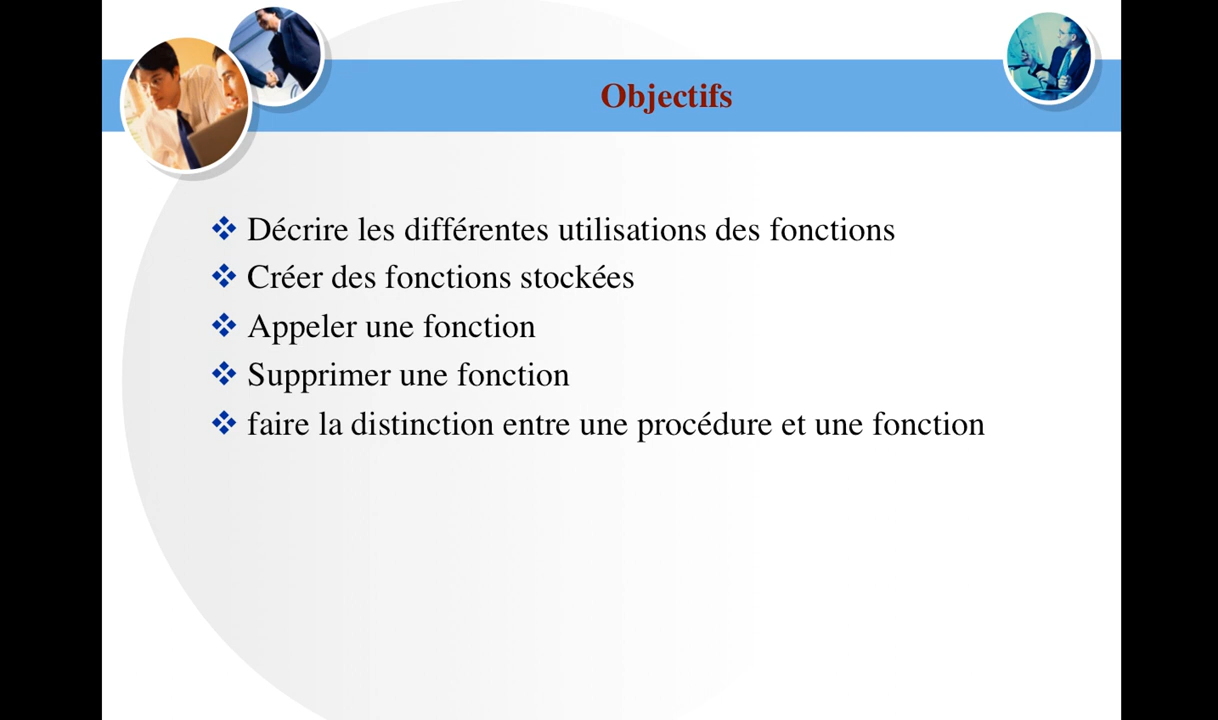 Objectifs
Décrire les différentes utilisations des fonctions
Créer des fonctions stockées
Appeler une fonction
Supprimer une fonction
faire la distinction entre une procédure et une fonction